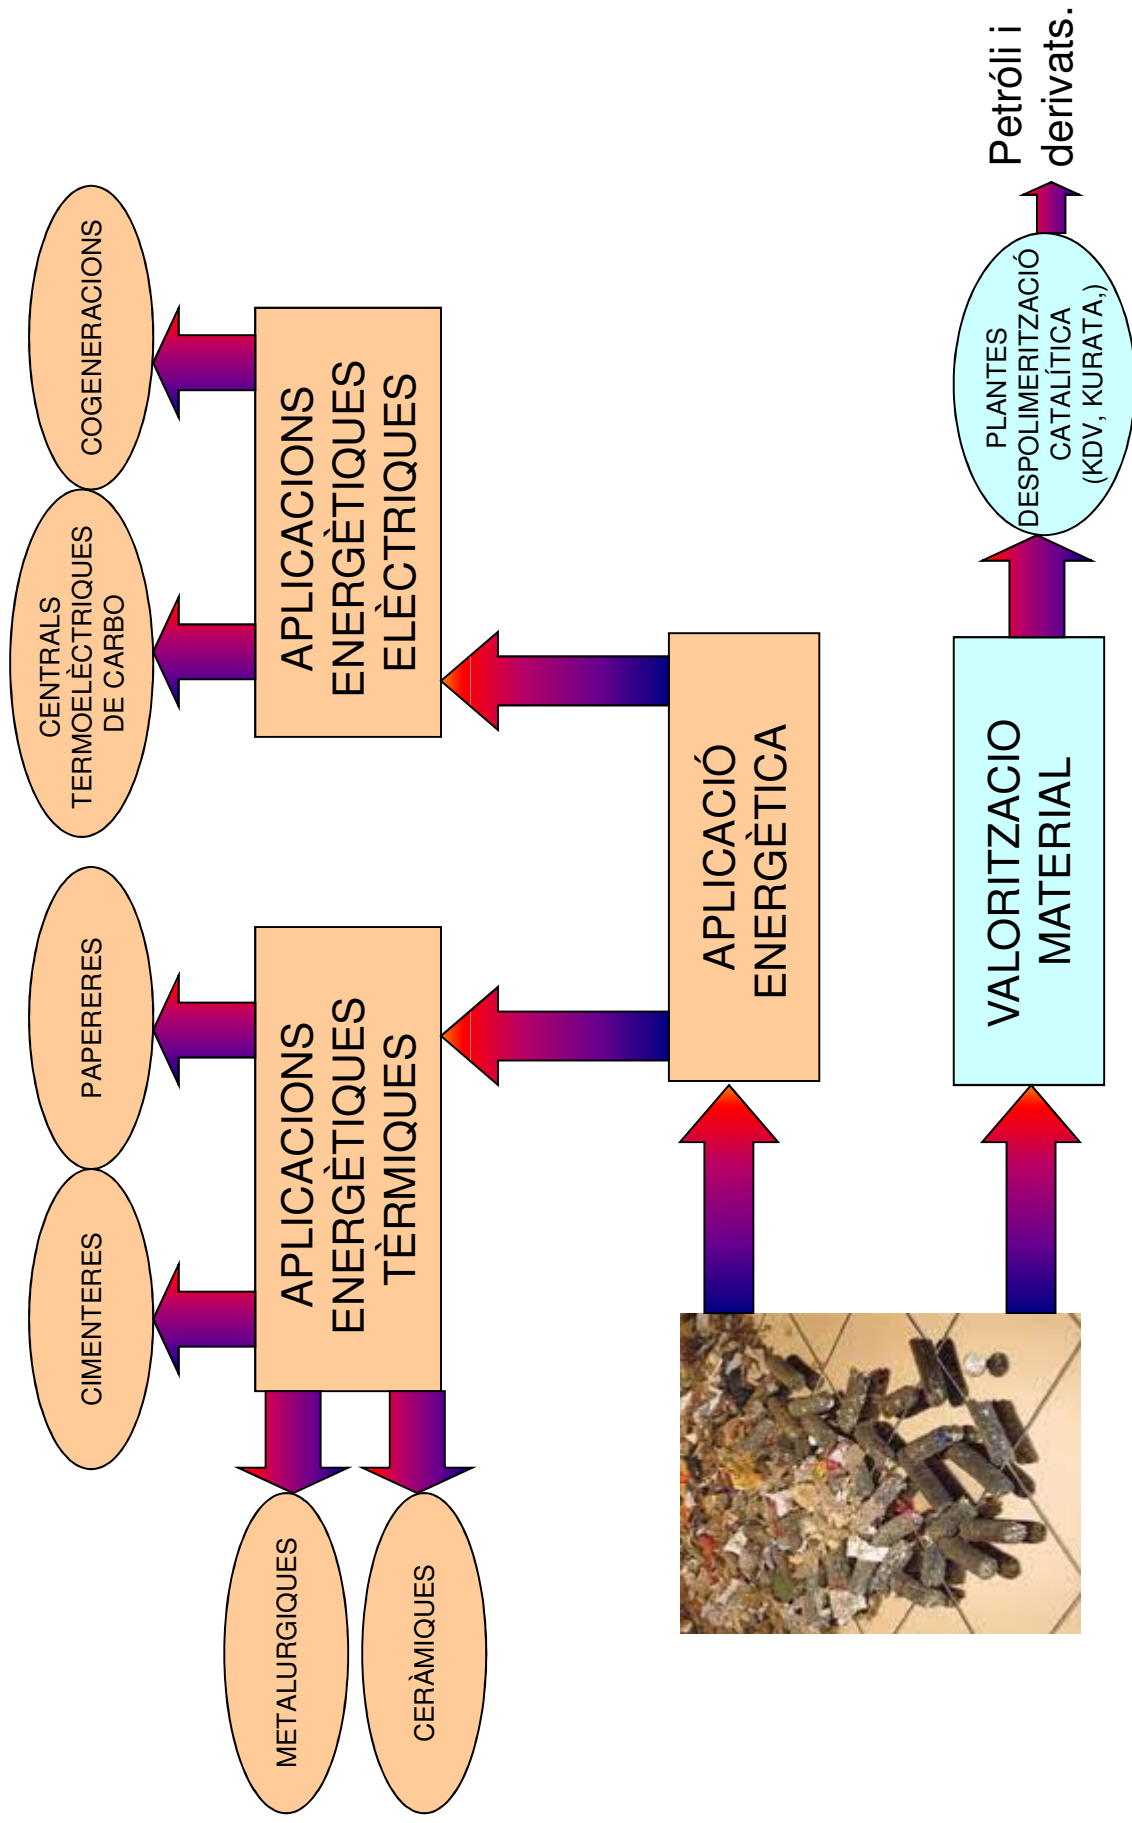 METALURGIQUES
CERÀMIQUES
CIMENTERES
PAPERERES
CENTRALS
TERMOELÈCTRIQUES
DE CARBO
COGENERACIONS
APLICACIONS
ENERGÈTIQUES
TÈRMIQUES
APLICACIONS
ENERGÈTIQUES
ELÈCTRIQUES
APLICACIÓ
ENERGÈTICA
VALORITZACIO
MATERIAL
PLANTES
DESPOLIMERITZACIÓ
CATALÍTICA
(KDV, KURATA,)
Petróli i
derivats.